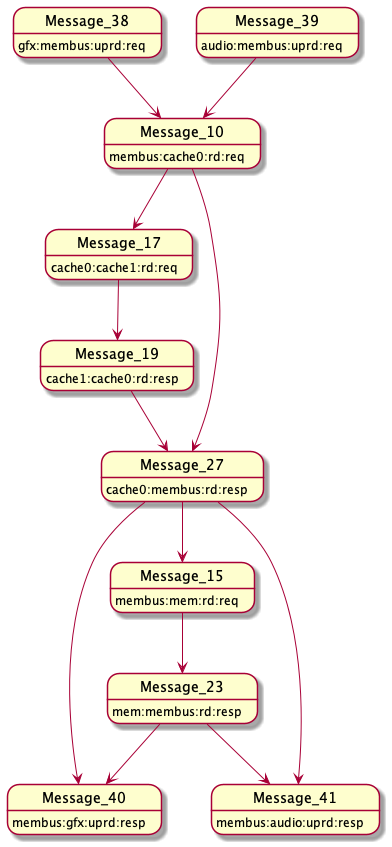 Message_38
gfx:membus:uprd:req
Message_39
audio:membus:uprd:req
Message_10
membus:cache0:rd:req
Message_17
cache0:cache1:rd:req
Message_19
cache1:cache0:rd:resp
Message_27
cache0:membus:rd:resp
Message_15
membus:mem:rd:req
Message_23
mem:membus:rd:resp
Message_40
membus:gfx:uprd:resp
Message_41
membus:audio:uprd:resp